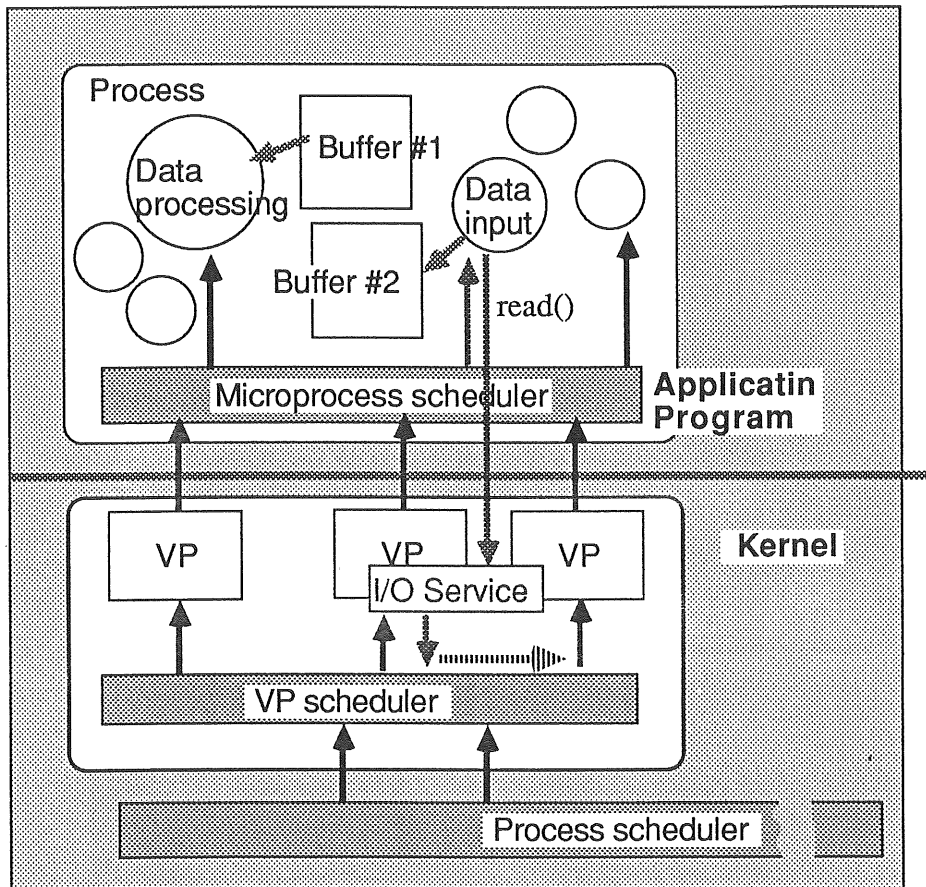 Process
Buffer #1
Data
processing
Data
input
Buffer #2
read()
Microprocess scheduler
Applicatin
Program
VP
VP
VP
Kernel
I/O Service
VP scheduler
Process scheduler